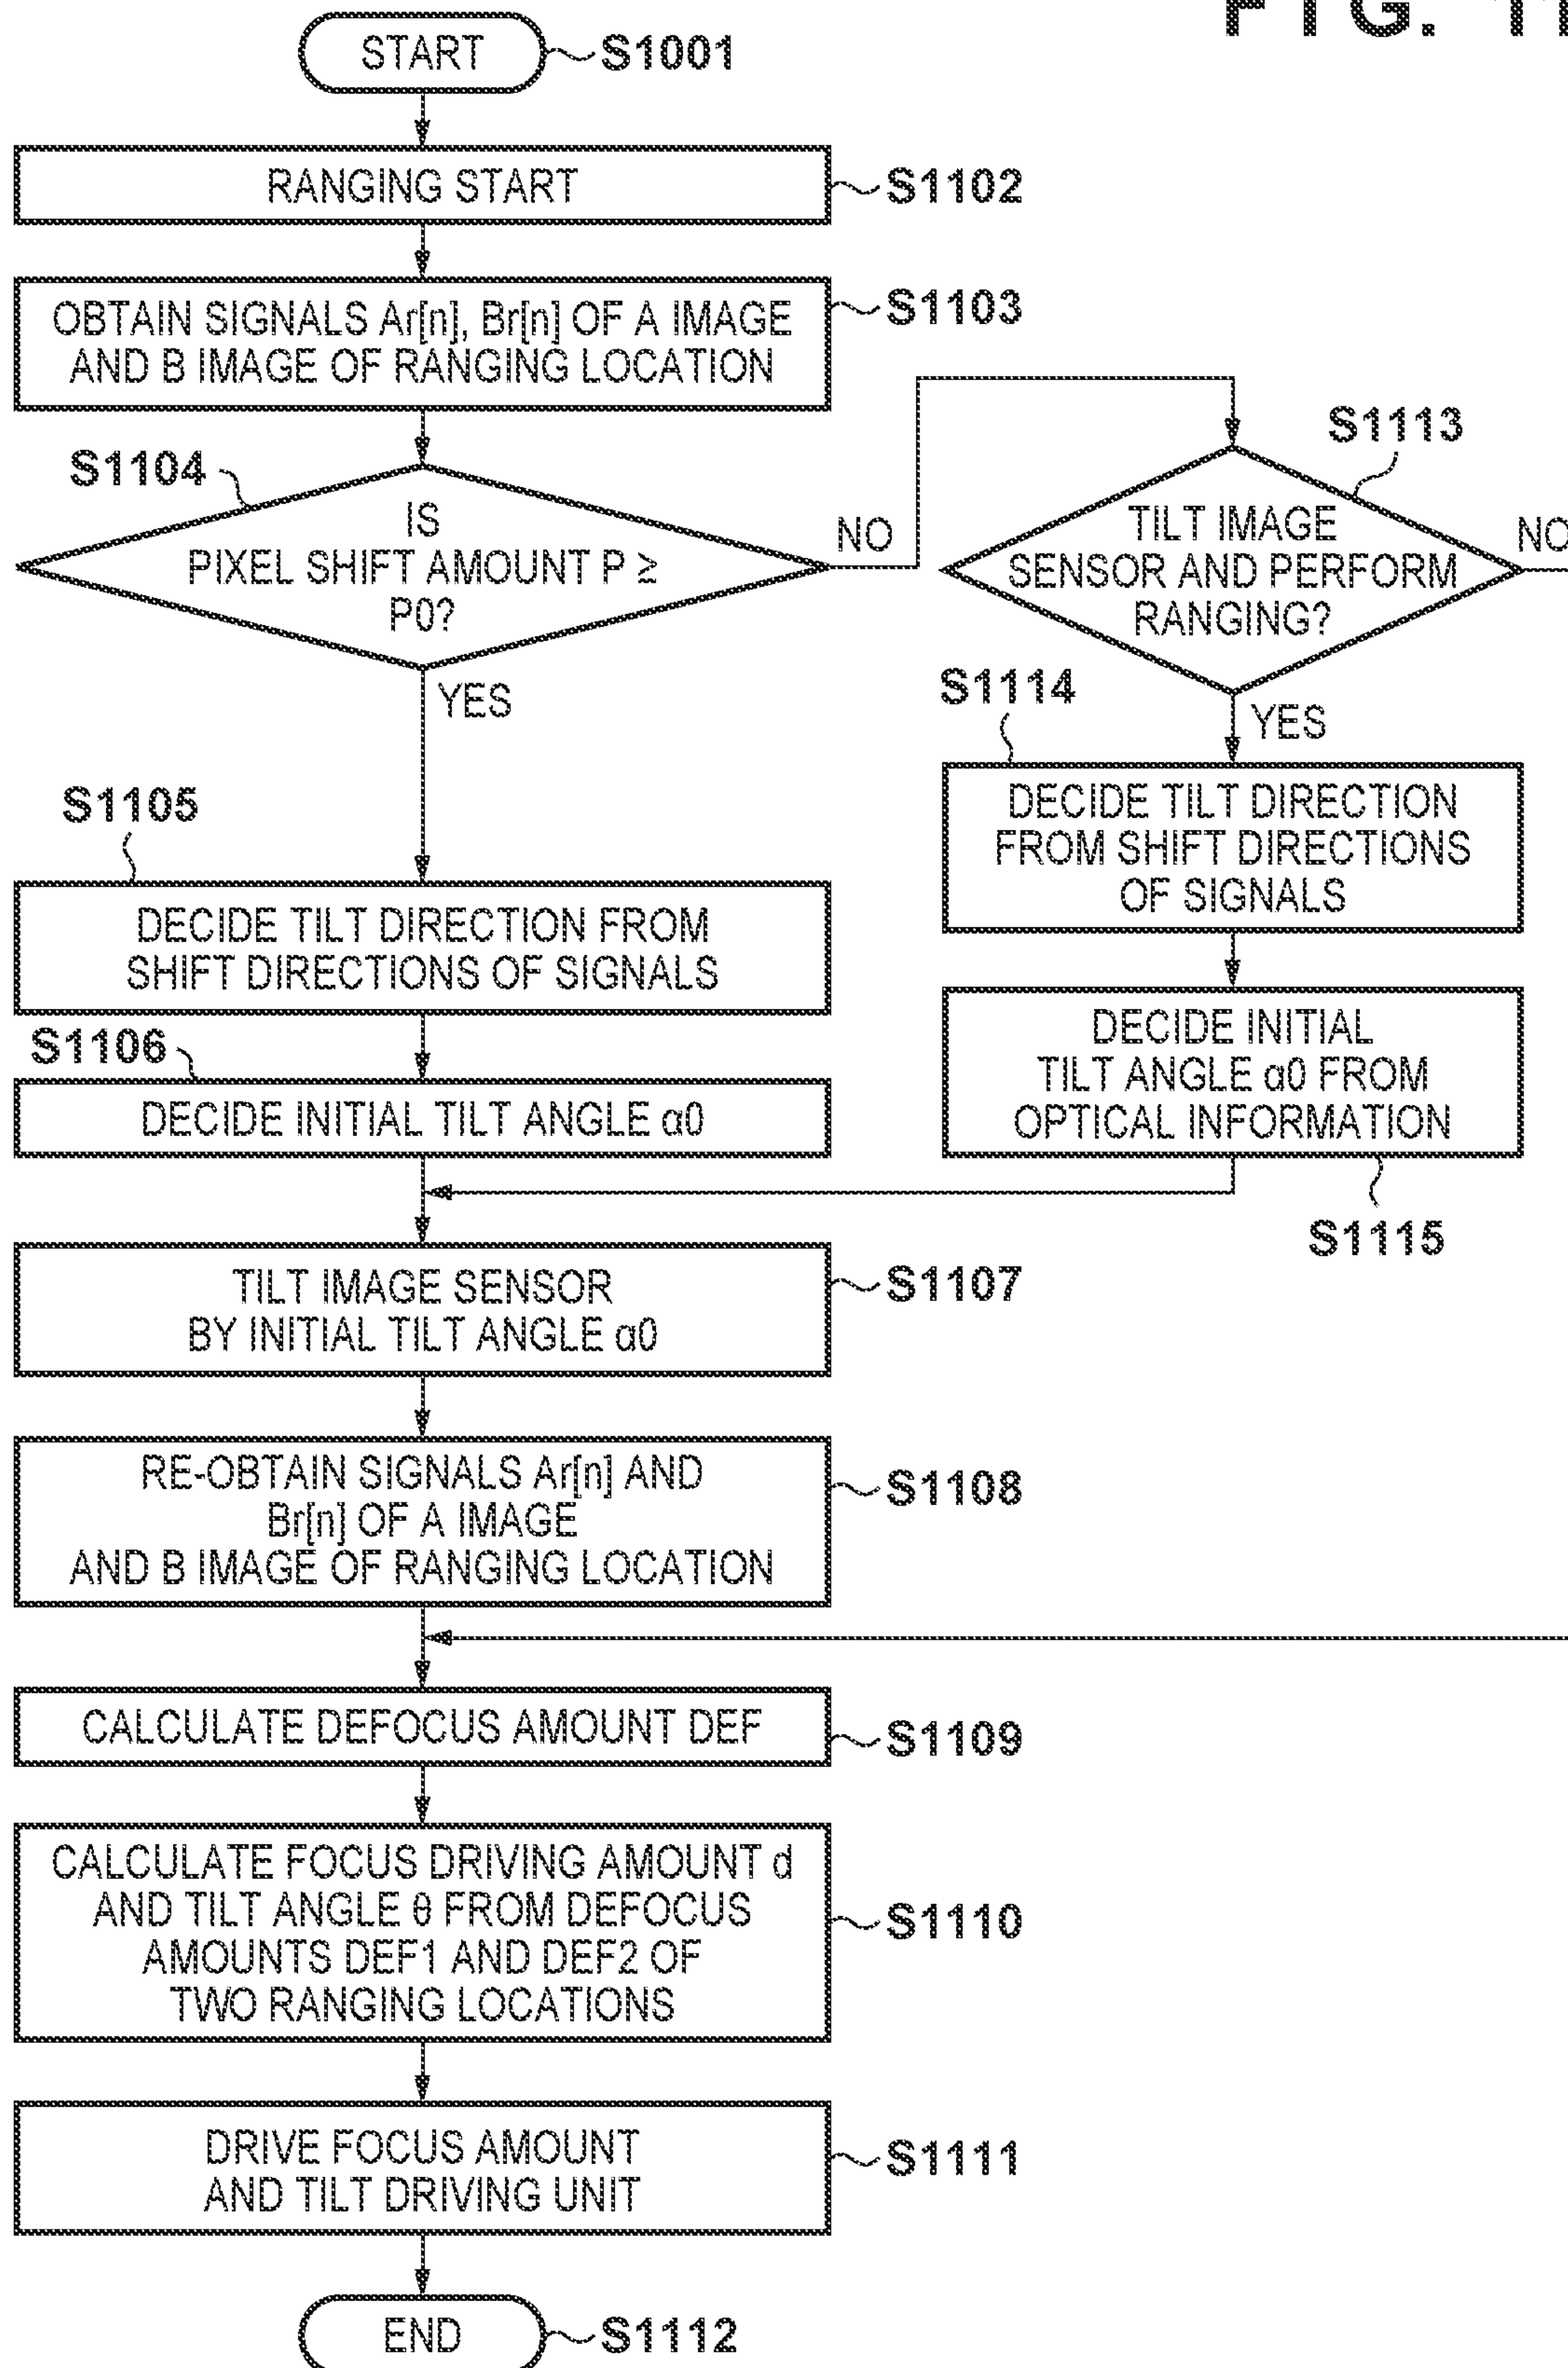 FIG. 11
START
S1001
RANGING START
S1102
OBTAIN SIGNALS Ar[n], Br[n] OF A IMAGE
AND B IMAGE OF RANGING LOCATION
S1103
S1104
IS
PIXEL SHIFT AMOUNT P ≥
P0?
NO
YES
S1113
TILT IMAGE
SENSOR AND PERFORM
RANGING?
NO
YES
S1114
DECIDE TILT DIRECTION
FROM SHIFT DIRECTIONS
OF SIGNALS
S1105
DECIDE TILT DIRECTION FROM
SHIFT DIRECTIONS OF SIGNALS
S1106
DECIDE INITIAL TILT ANGLE α0
DECIDE INITIAL
TILT ANGLE α0 FROM
OPTICAL INFORMATION
S1115
TILT IMAGE SENSOR
BY INITIAL TILT ANGLE α0
S1107
RE-OBTAIN SIGNALS Ar[n] AND
Br[n] OF A IMAGE
AND B IMAGE OF RANGING LOCATION
S1108
CALCULATE DEFOCUS AMOUNT DEF
S1109
CALCULATE FOCUS DRIVING AMOUNT d
AND TILT ANGLE θ FROM DEFOCUS
AMOUNTS DEF1 AND DEF2 OF
TWO RANGING LOCATIONS
S1110
DRIVE FOCUS AMOUNT
AND TILT DRIVING UNIT
S1111
END
S1112